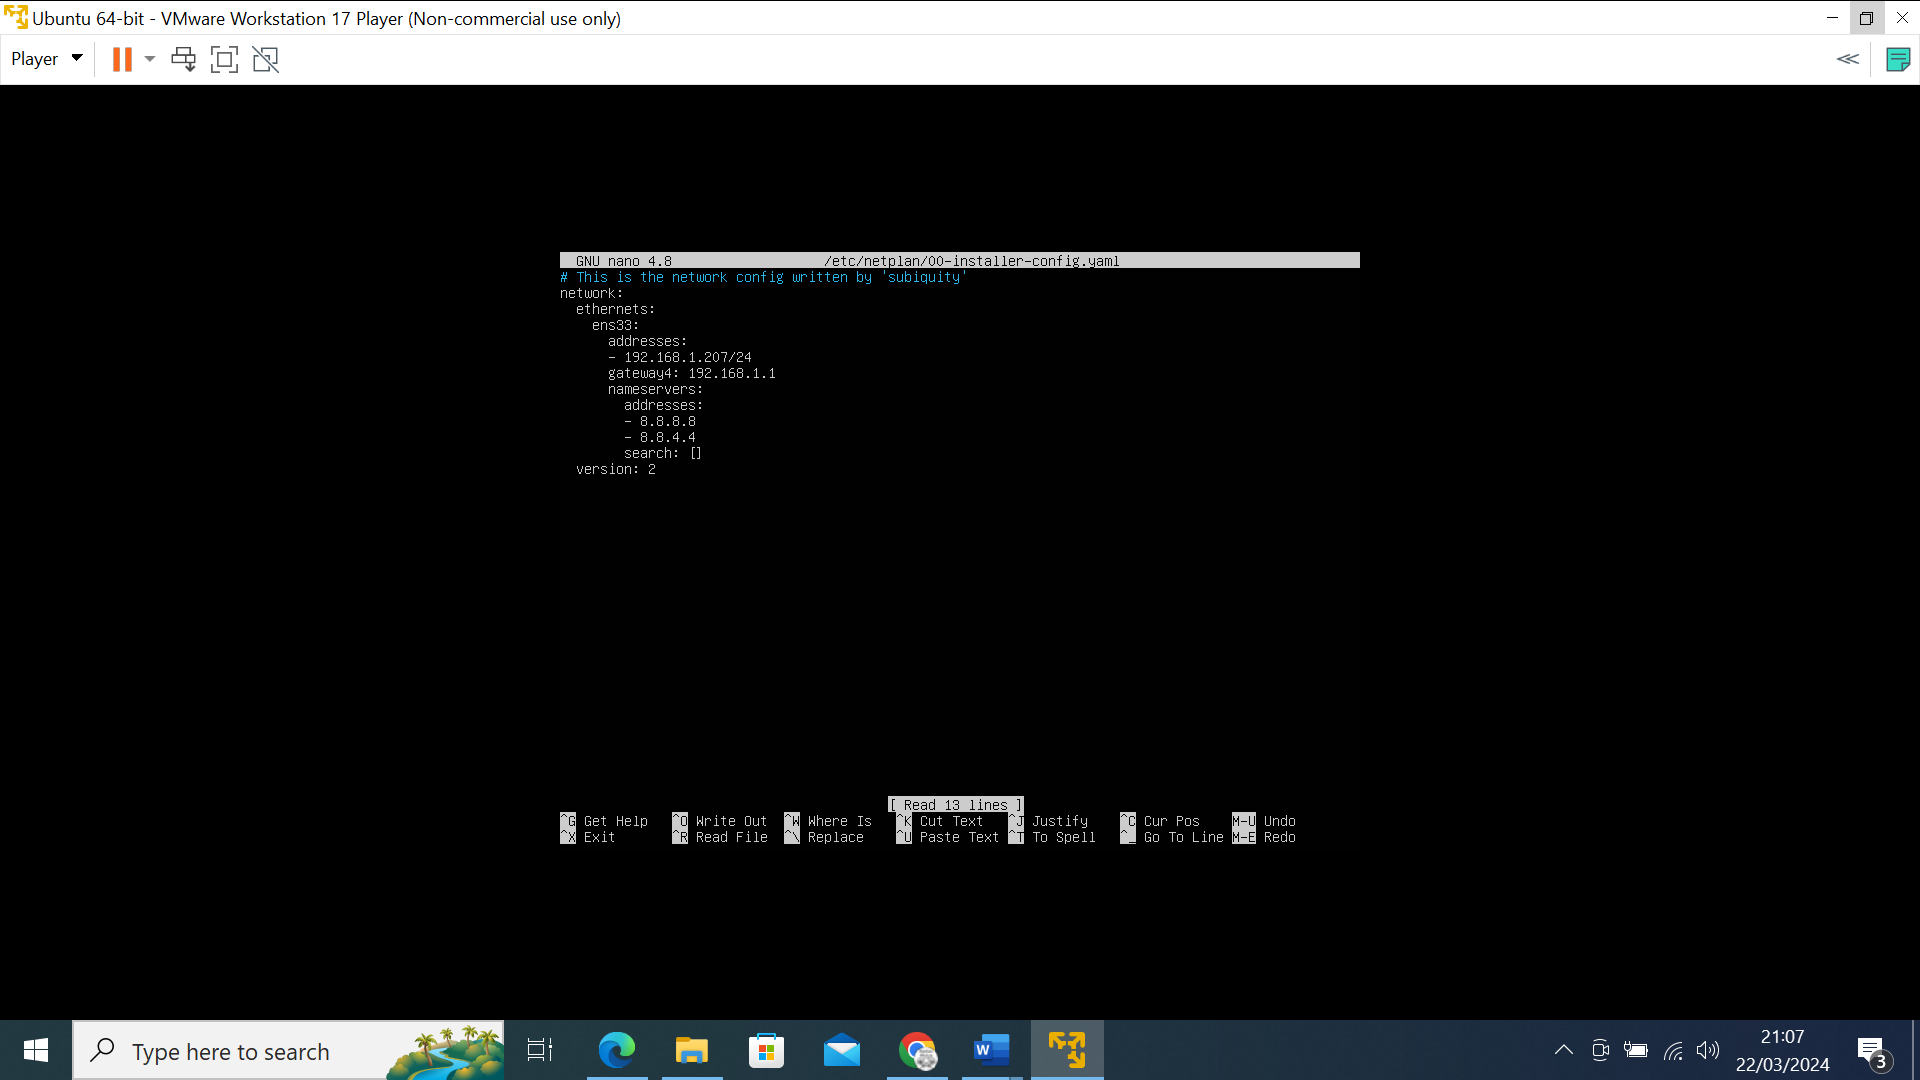 Ubuntu 64-bit - VMware Workstation 17 Player (Non-commercial use only)
Player
GNU nano 4.8 /etc/netplan/00-installer-config.yaml
# This is the network config written by 'subiquity'
network:
  ethernets:
    ens33:
      addresses:
      - 192.168.1.207/24
      gateway4: 192.168.1.1
      nameservers:
        addresses:
        - 8.8.8.8
        - 8.8.4.4
        search: []
  version: 2
[ Read 13 lines ]
^G Get Help ^O Write Out ^W Where Is ^K Cut Text ^J Justify ^C Cur Pos M-U Undo
^X Exit ^R Read File ^\ Replace ^U Paste Text ^T To Spell ^_ Go To Line M-E Redo
Type here to search
W
21:07
22/03/2024
3